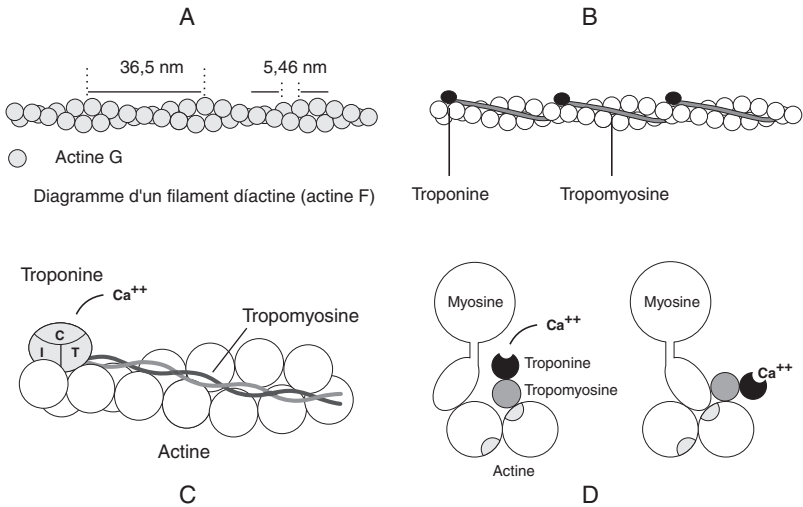 A
36,5 nm
5,46 nm
Actine G
Diagramme d'un filament díactine (actine F)
B
Troponine
Tropomyosine
Troponine
Ca++
C
I
T
Tropomyosine
Actine
C
Myosine
Ca++
Troponine
Tropomyosine
Actine
Myosine
Ca++
D